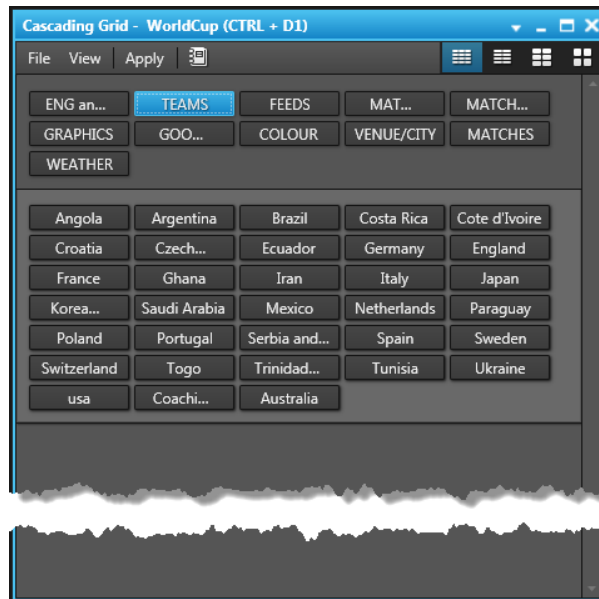 Cascading Grid - WorldCup (CTRL + D1)
File View Apply
ENG an... TEAMS FEEDS MAT... MATCH...
GRAPHICS GOO... COLOUR VENUE/CITY MATCHES
WEATHER
Angola Argentina Brazil Costa Rica Cote d'Ivoire
Croatia Czech... Ecuador Germany England
France Ghana Iran Italy Japan
Korea... Saudi Arabia Mexico Netherlands Paraguay
Poland Portugal Serbia and... Spain Sweden
Switzerland Togo Trinidad... Tunisia Ukraine
usa Coachi... Australia